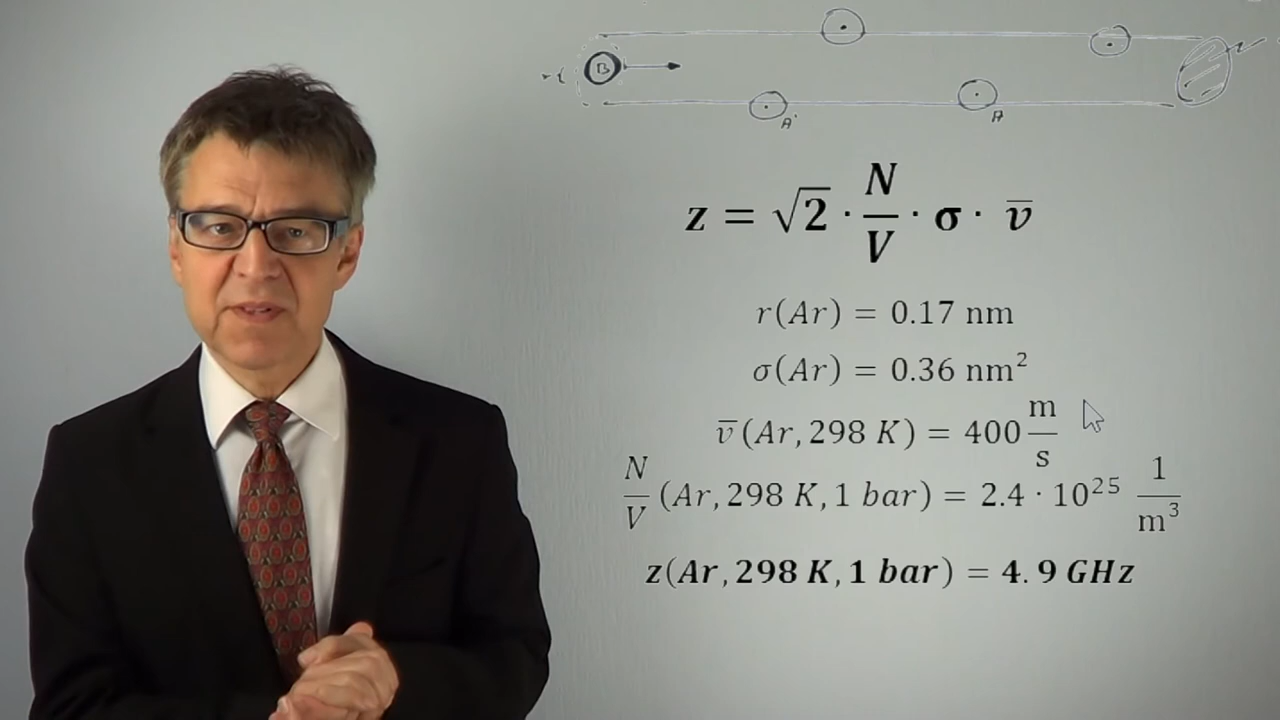 B
A
A
z = √2 · N/V · σ · v̅
r(Ar) = 0.17 nm
σ(Ar) = 0.36 nm²
v̅(Ar, 298 K) = 400 m/s
N/V (Ar, 298 K, 1 bar) = 2.4 · 10²⁵ 1/m³
z(Ar, 298 K, 1 bar) = 4.9 GHz